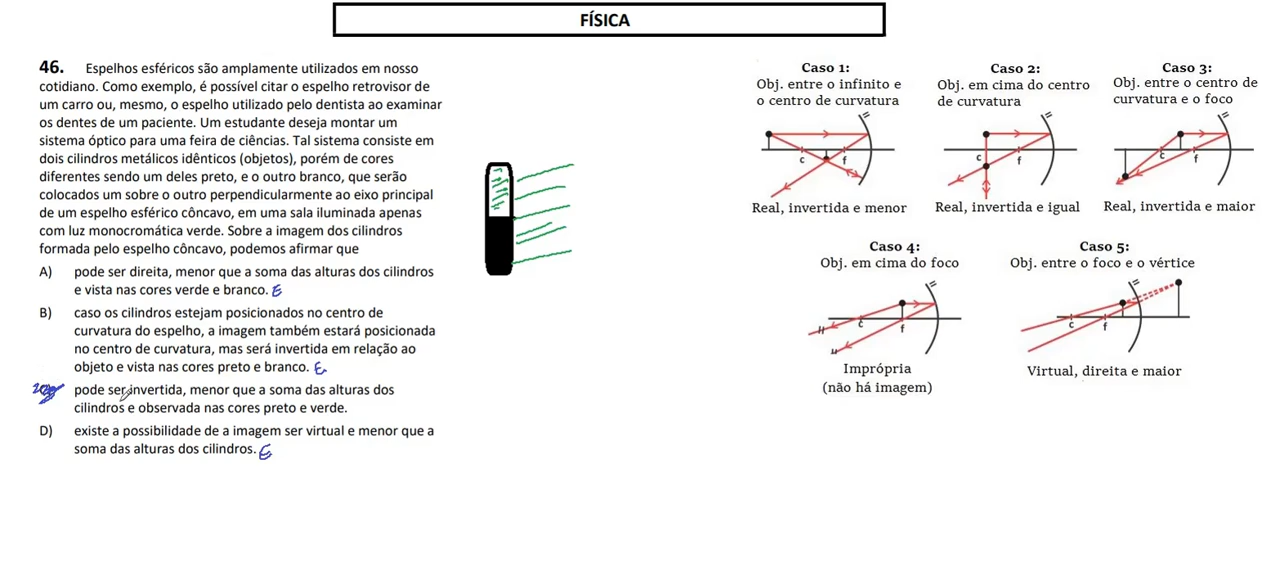 FÍSICA
46. Espelhos esféricos são amplamente utilizados em nosso
cotidiano. Como exemplo, é possível citar o espelho retrovisor de
um carro ou, mesmo, o espelho utilizado pelo dentista ao examinar
os dentes de um paciente. Um estudante deseja montar um
sistema óptico para uma feira de ciências. Tal sistema consiste em
dois cilindros metálicos idênticos (objetos), porém de cores
diferentes sendo um deles preto, e o outro branco, que serão
colocados um sobre o outro perpendicularmente ao eixo principal
de um espelho esférico côncavo, em uma sala iluminada apenas
com luz monocromática verde. Sobre a imagem dos cilindros
formada pelo espelho côncavo, podemos afirmar que
A) pode ser direita, menor que a soma das alturas dos cilindros
e vista nas cores verde e branco. E
B) caso os cilindros estejam posicionados no centro de
curvatura do espelho, a imagem também estará posicionada
no centro de curvatura, mas será invertida em relação ao
objeto e vista nas cores preto e branco. E
pode ser invertida, menor que a soma das alturas dos
cilindros e observada nas cores preto e verde.
D) existe a possibilidade de a imagem ser virtual e menor que a
soma das alturas dos cilindros. E
Caso 1:
Obj. entre o infinito e
o centro de curvatura
c f
Real, invertida e menor
Caso 2:
Obj. em cima do centro
de curvatura
c f
Real, invertida e igual
Caso 3:
Obj. entre o centro de
curvatura e o foco
c f
Real, invertida e maior
Caso 4:
Obj. em cima do foco
c f
Imprópria
(não há imagem)
Caso 5:
Obj. entre o foco e o vértice
c f
Virtual, direita e maior